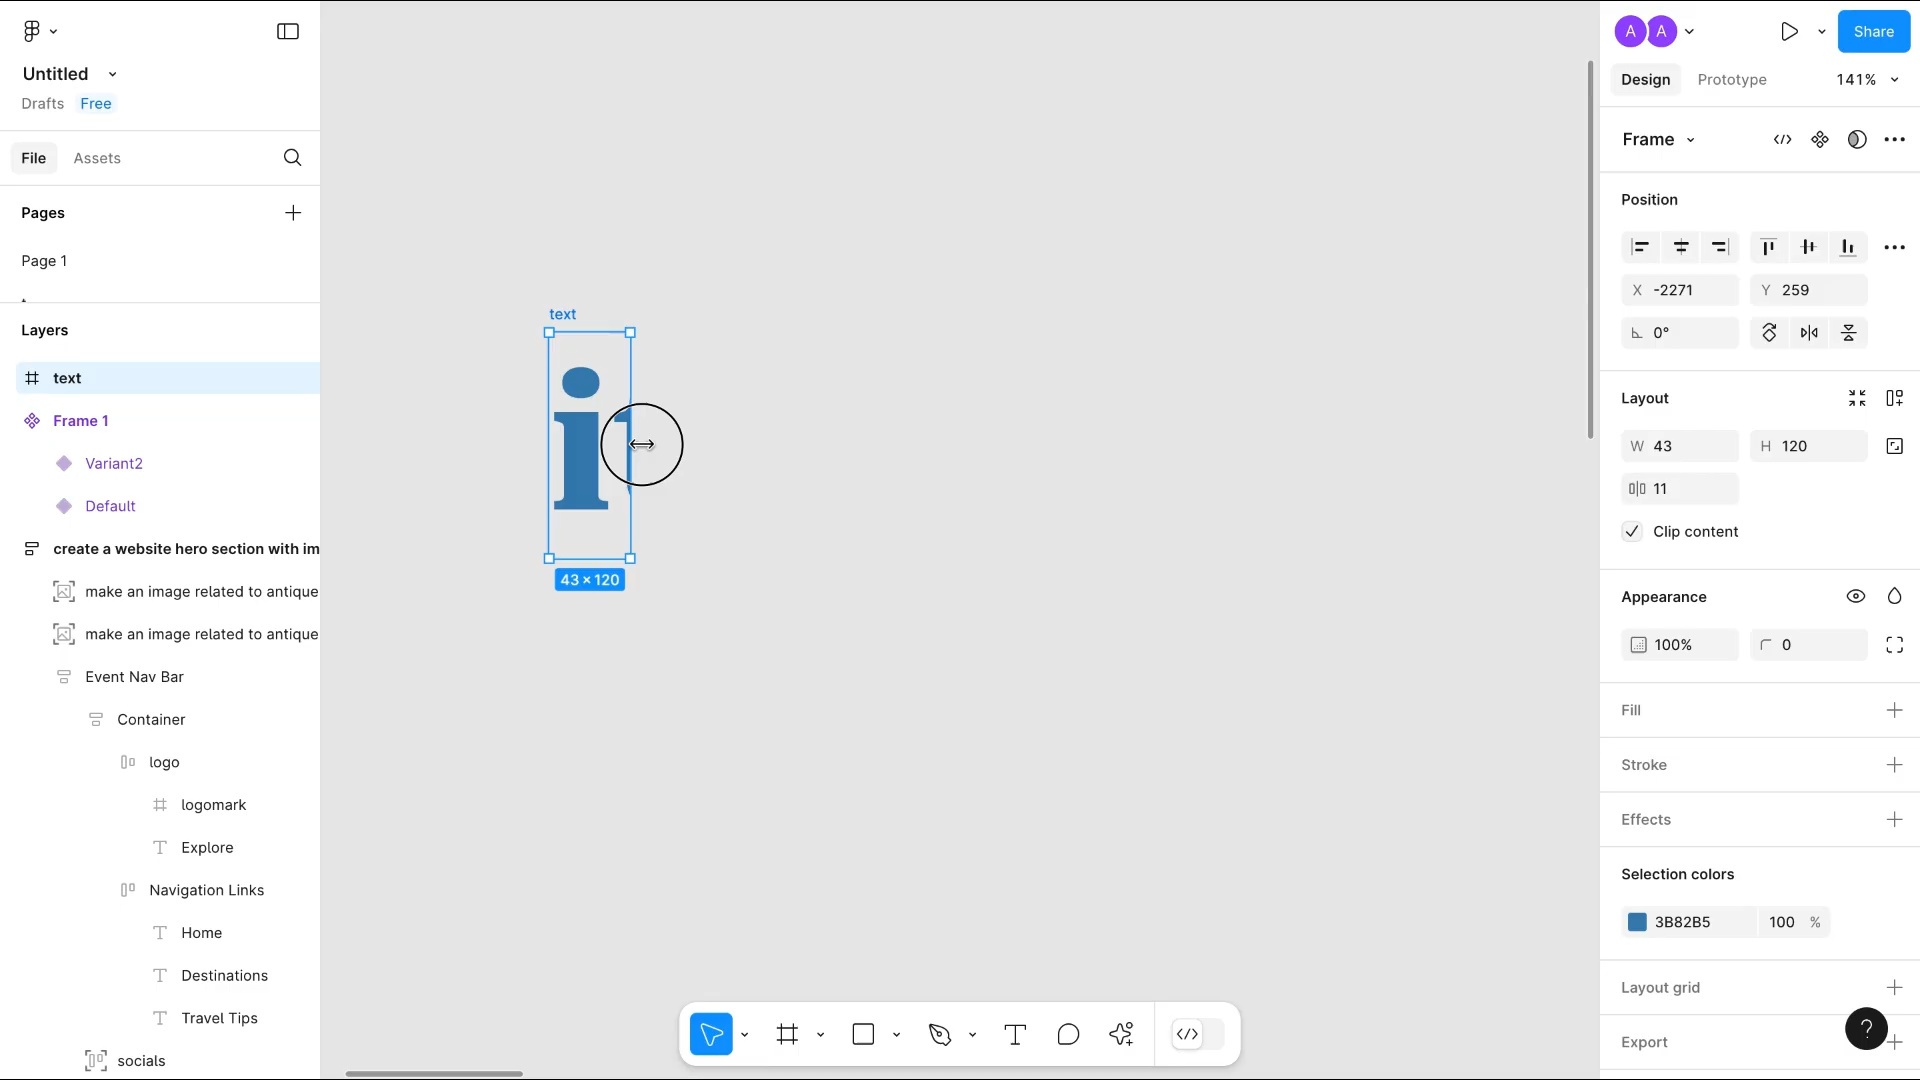 Untitled
Drafts Free
File Assets
Pages
Page 1
Layers
text
Frame 1
Variant2
Default
create a website hero section with im
make an image related to antique
make an image related to antique
Event Nav Bar
Container
logo
logomark
Explore
Navigation Links
Home
Destinations
Travel Tips
socials
text
i
43 × 120
A A
Share
Design Prototype 141%
Frame
Position
X -2271 Y 259
0°
Layout
W 43 H 120
11
Clip content
Appearance
100% 0
Fill
Stroke
Effects
Selection colors
3B82B5 100 %
Layout grid
Export
?